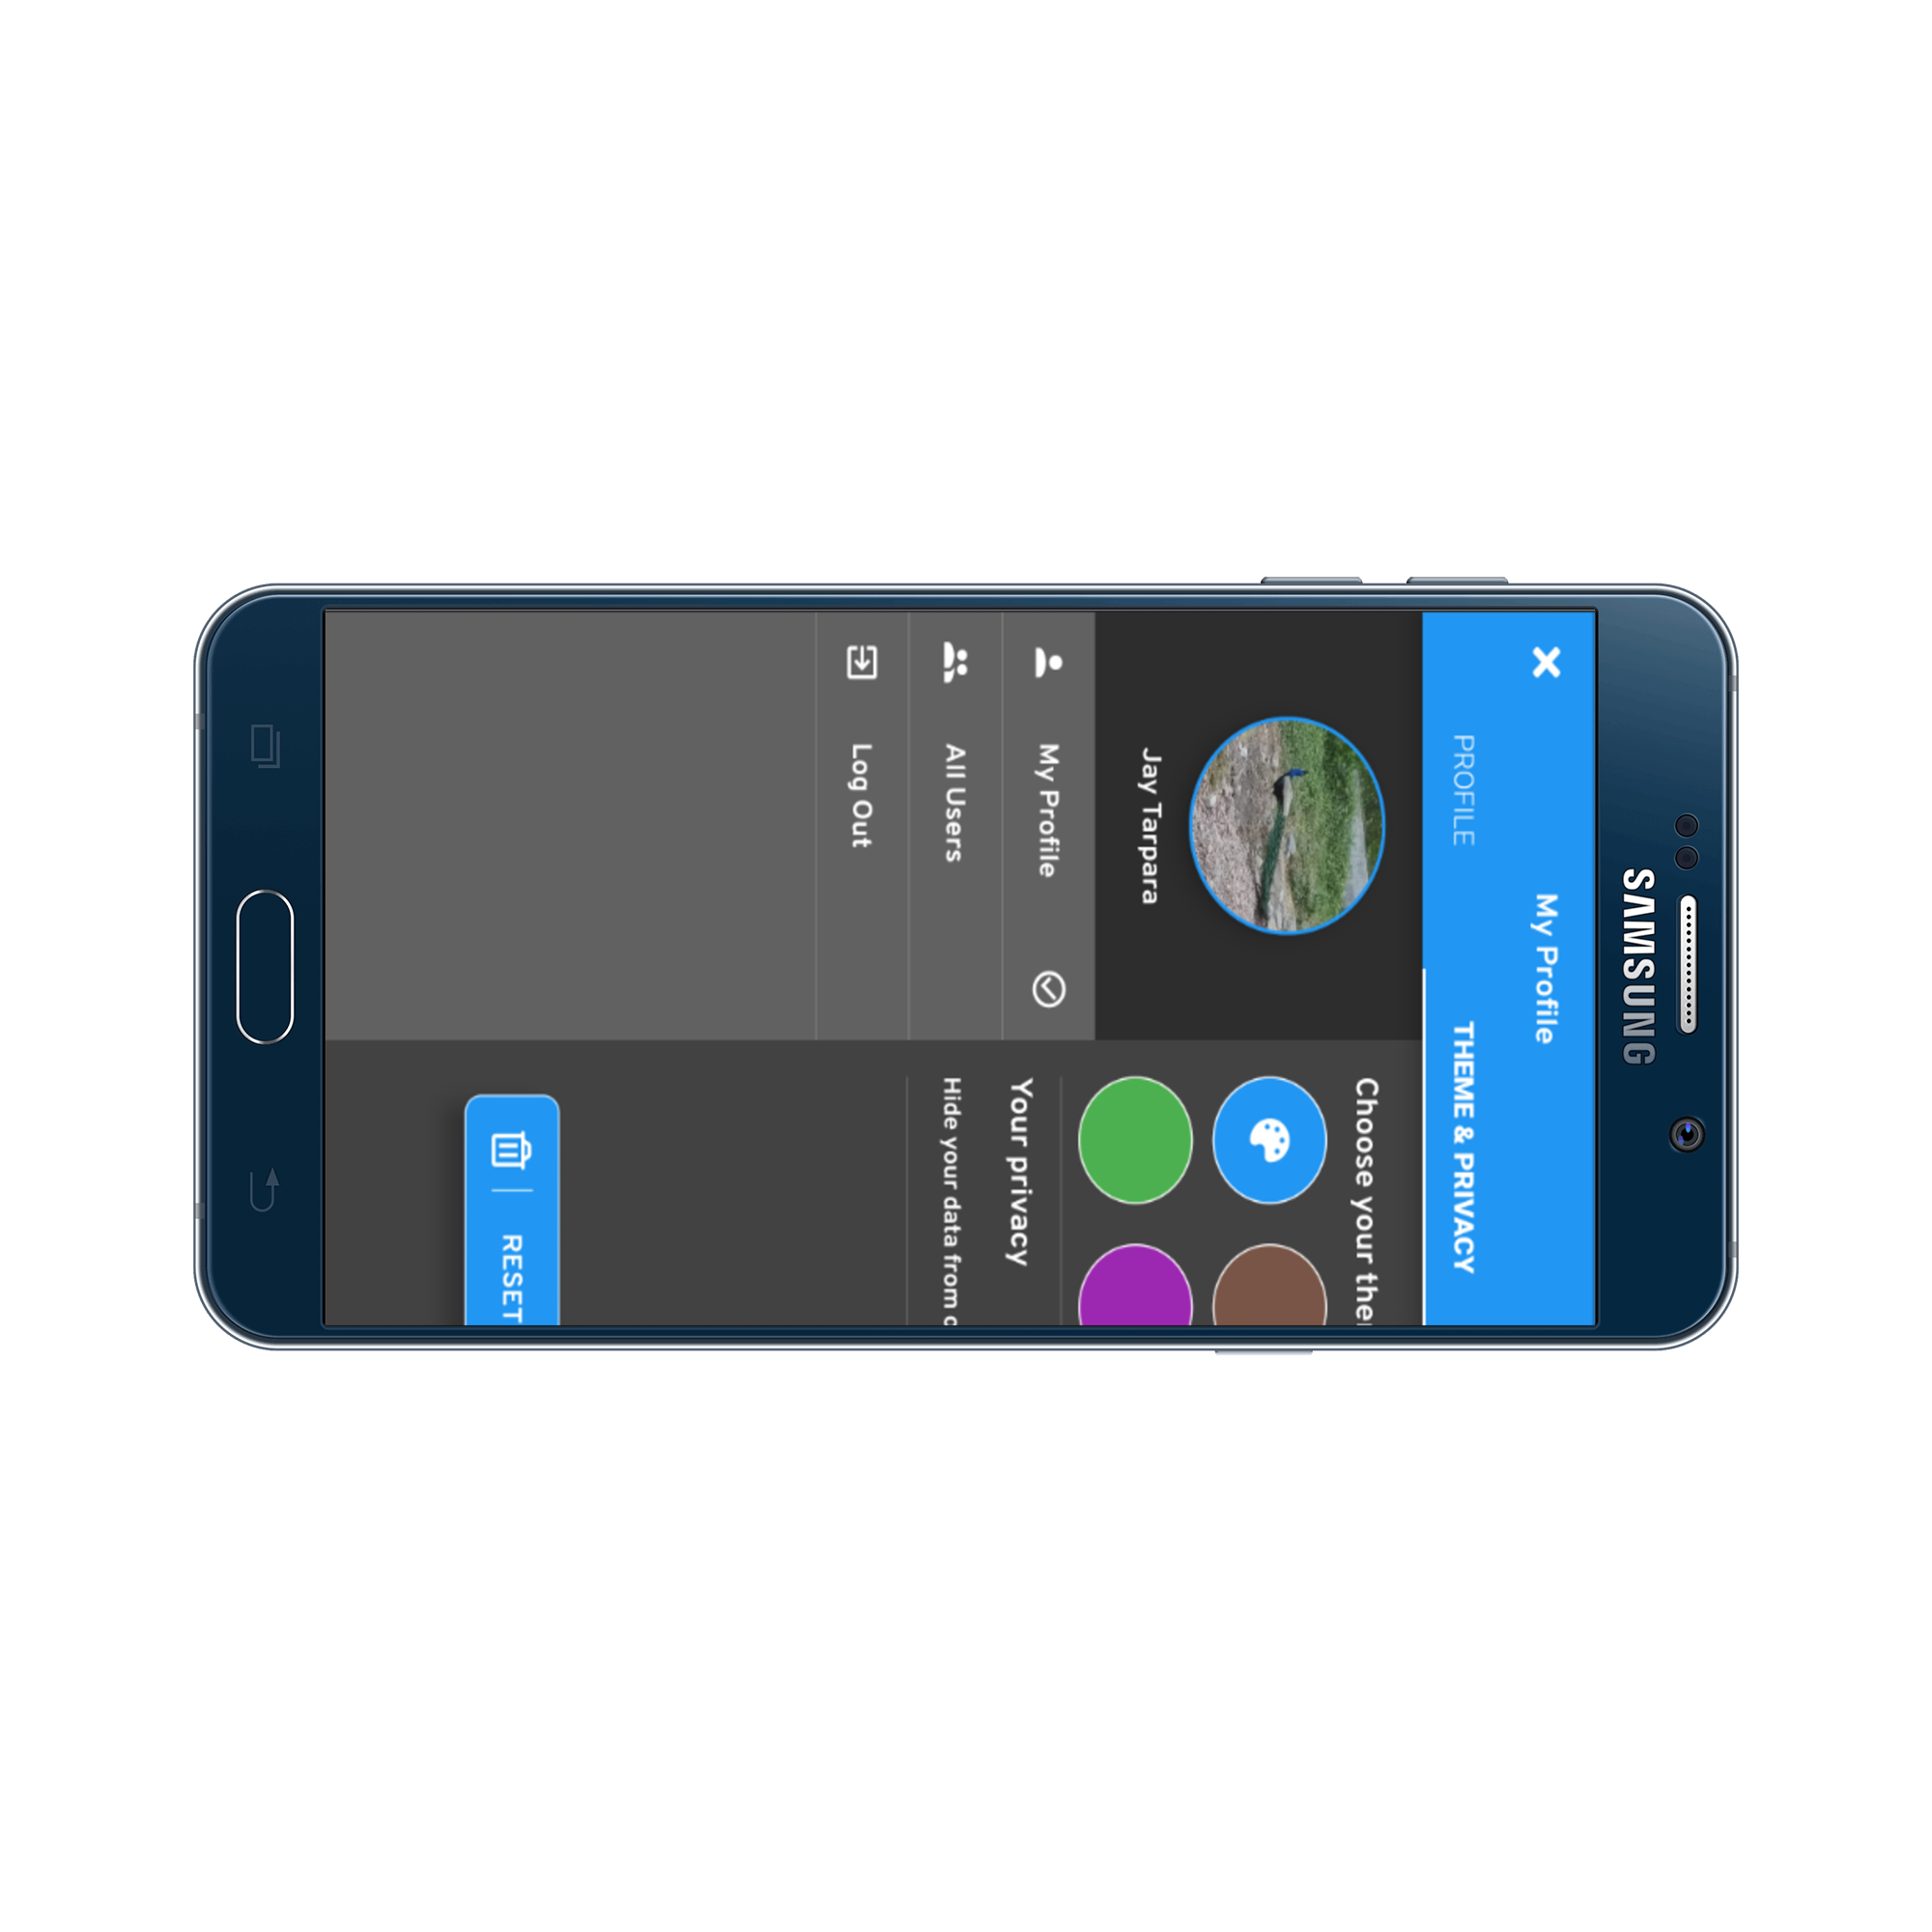 SAMSUNG
My Profile
PROFILE
THEME & PRIVACY
Jay Tarpara
My Profile
All Users
Log Out
Choose your
Your privacy
Hide your data from
RESET